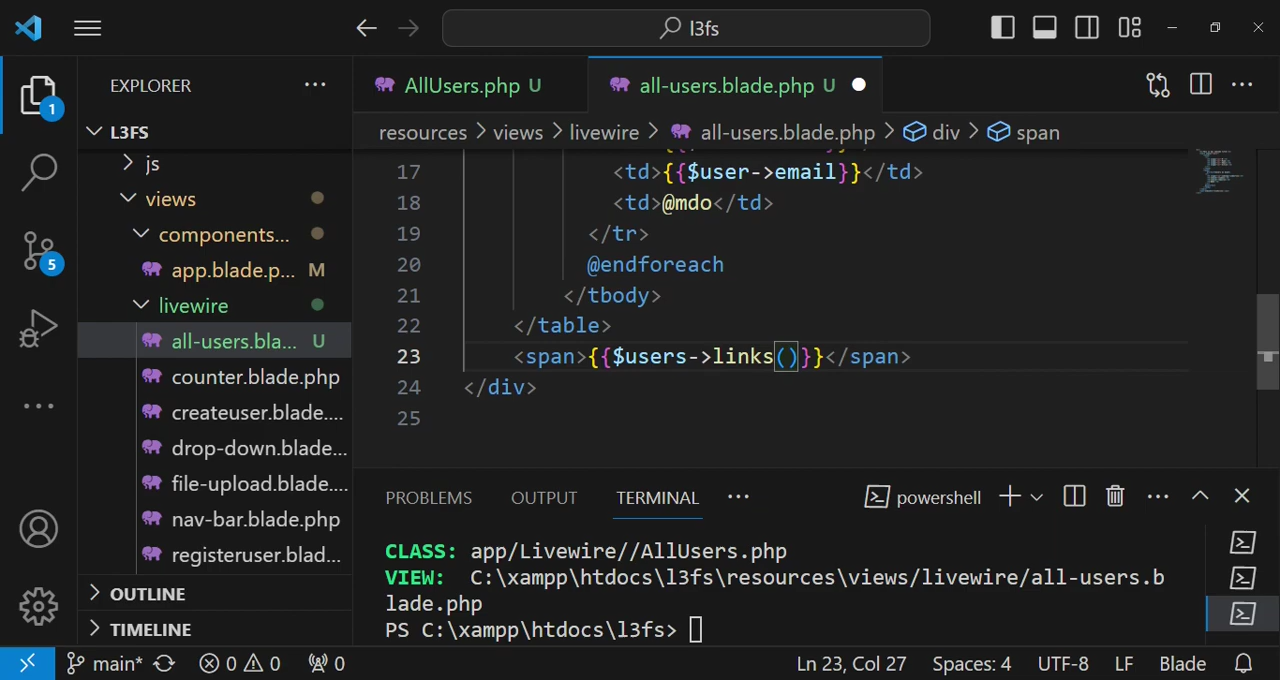 l3fs
EXPLORER
AllUsers.php U
all-users.blade.php U
1
L3FS
resources > views > livewire > all-users.blade.php > div > span
js
views
components...
app.blade.p... M
livewire
all-users.bla... U
counter.blade.php
createuser.blade....
drop-down.blade...
file-upload.blade....
nav-bar.blade.php
registeruser.blad...
OUTLINE
TIMELINE
5
17 <td>{{$user->email}}</td>
18 <td>@mdo</td>
19 </tr>
20 @endforeach
21 </tbody>
22 </table>
23 <span>{{$users->links()}}</span>
24 </div>
25
PROBLEMS OUTPUT TERMINAL ... powershell
CLASS: app/Livewire//AllUsers.php
VIEW: C:\xampp\htdocs\l3fs\resources\views/livewire/all-users.b
lade.php
PS C:\xampp\htdocs\l3fs>
main* 0 0 0 Ln 23, Col 27 Spaces: 4 UTF-8 LF Blade